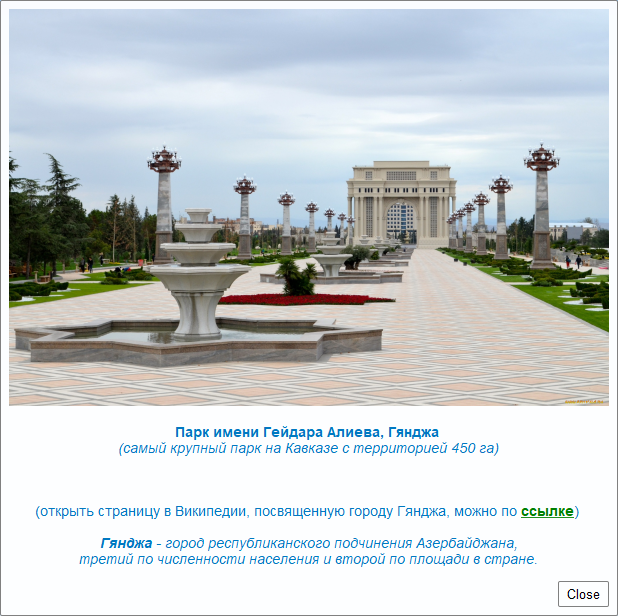 Парк имени Гейдара Алиева, Гянджа
(самый крупный парк на Кавказе с территорией 450 га)
(открыть страницу в Википедии, посвященную городу Гянджа, можно по ссылке)
Гянджа - город республиканского подчинения Азербайджана,
третий по численности населения и второй по площади в стране.
Close